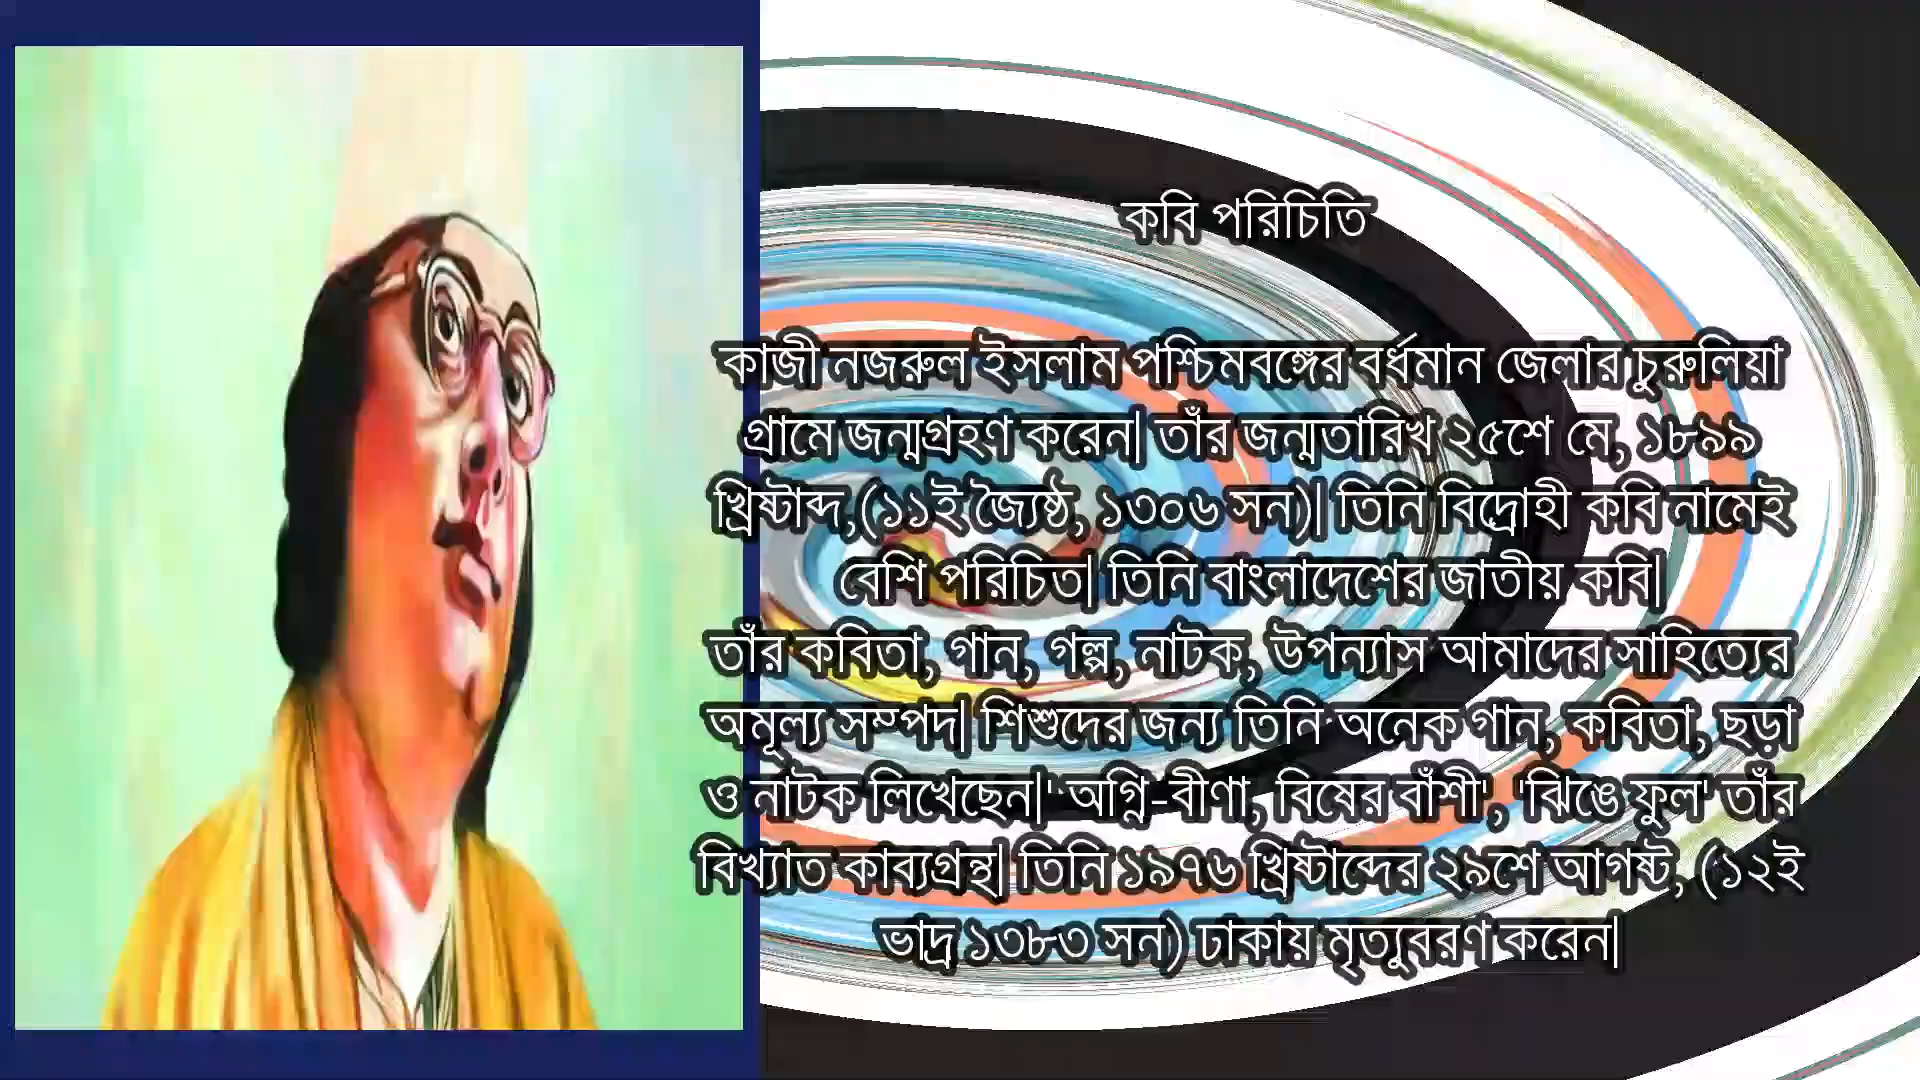 কবি পরিচিতি
কাজী নজরুল ইসলাম পশ্চিমবঙ্গের বর্ধমান জেলার চুরুলিয়া
গ্রামে জন্মগ্রহণ করেন| তাঁর জন্মতারিখ ২৫শে মে, ১৮৯৯
খ্রিষ্টাব্দ,(১১ই জ্যৈষ্ঠ, ১৩০৬ সন)| তিনি বিদ্রোহী কবি নামেই
বেশি পরিচিত| তিনি বাংলাদেশের জাতীয় কবি|
তাঁর কবিতা, গান, গল্প, নাটক, উপন্যাস আমাদের সাহিত্যের
অমূল্য সম্পদ| শিশুদের জন্য তিনি অনেক গান, কবিতা, ছড়া
ও নাটক লিখেছেন|' অগ্নি-বীণা, বিষের বাঁশী', 'ঝিঙে ফুল' তাঁর
বিখ্যাত কাব্যগ্রন্থ| তিনি ১৯৭৬ খ্রিষ্টাব্দের ২৯শে আগষ্ট, (১২ই
ভাদ্র ১৩৮৩ সন) ঢাকায় মৃত্যুবরণ করেন|